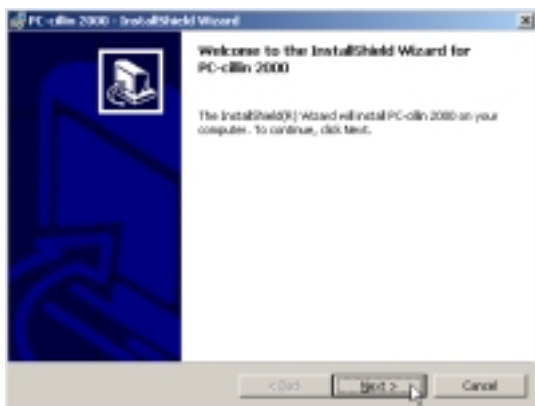 PC-cillin 2000 - InstallShield Wizard
Welcome to the InstallShield Wizard for
PC-cillin 2000
The InstallShield(R) Wizard will install PC-cillin 2000 on your
computer. To continue, click Next.
< Back
Next >
Cancel